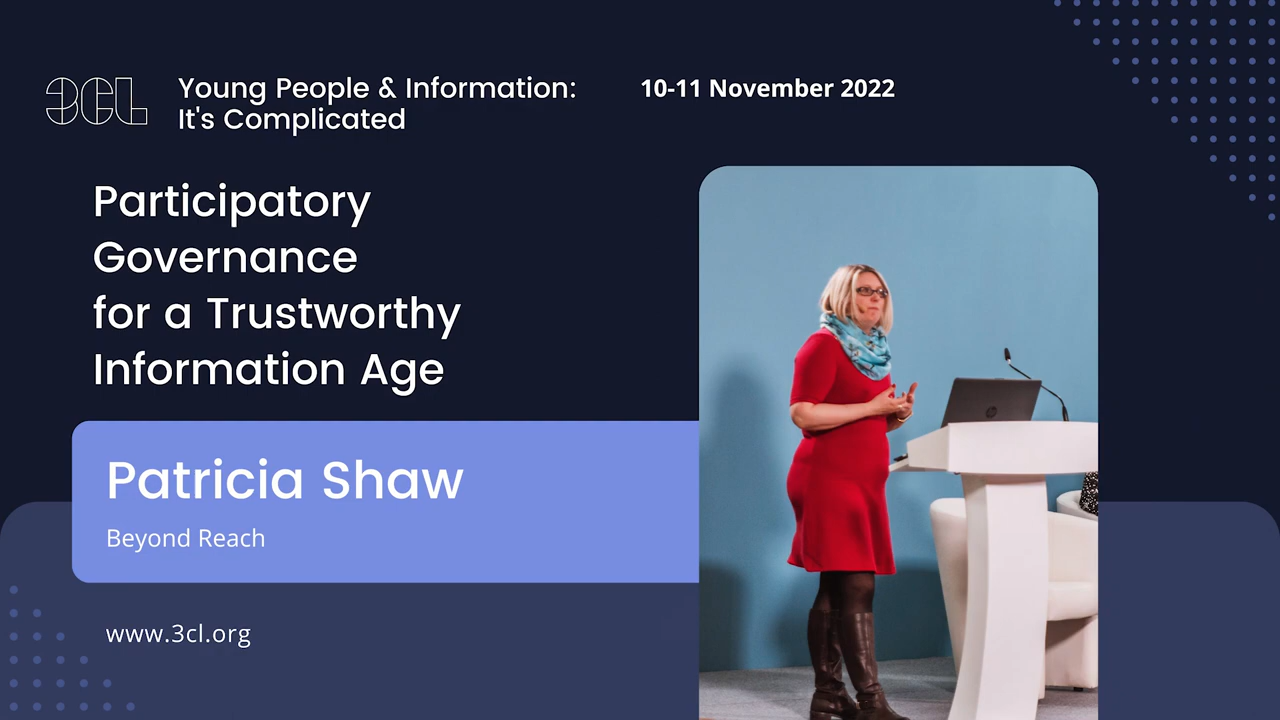 3CL
Young People & Information:
It's Complicated
10-11 November 2022
Participatory
Governance
for a Trustworthy
Information Age
Patricia Shaw
Beyond Reach
www.3cl.org
hp